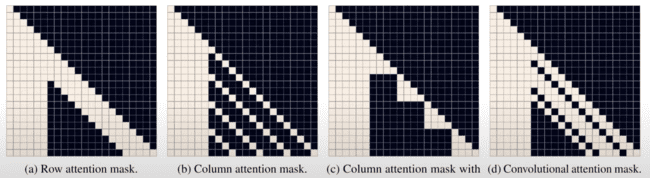 (a) Row attention mask.
(b) Column attention mask.
(c) Column attention mask with
(d) Convolutional attention mask.